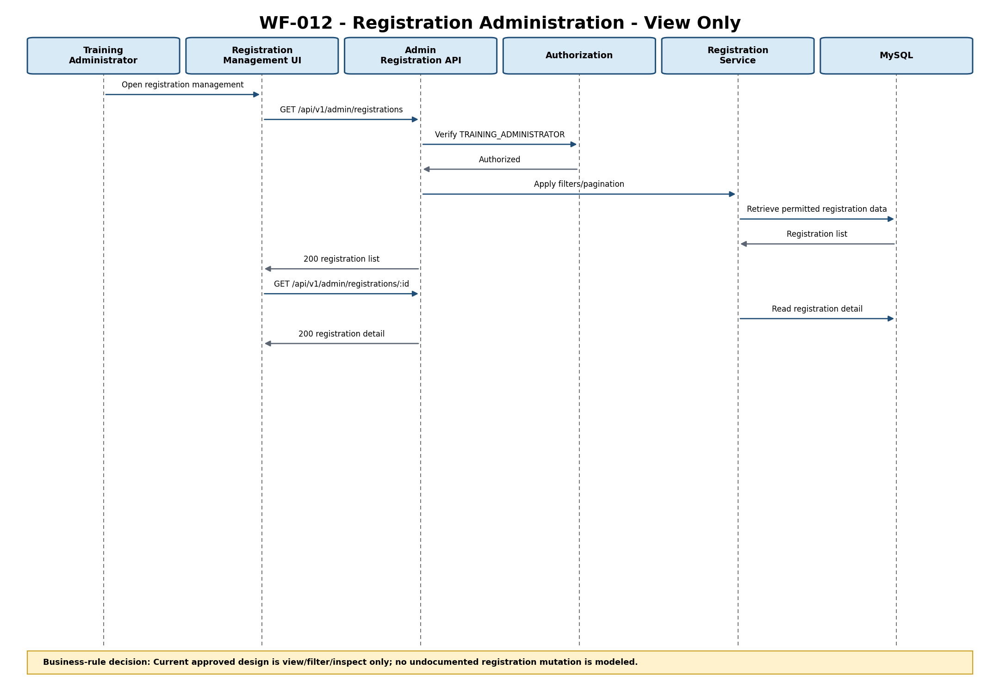 WF-012 - Registration Administration - View Only
Training
Administrator
Registration
Management UI
Admin
Registration API
Authorization
Registration
Service
MySQL
Open registration management
GET /api/v1/admin/registrations
Verify TRAINING_ADMINISTRATOR
Authorized
Apply filters/pagination
Retrieve permitted registration data
Registration list
200 registration list
GET /api/v1/admin/registrations/:id
Read registration detail
200 registration detail
Business-rule decision: Current approved design is view/filter/inspect only; no undocumented registration mutation is modeled.